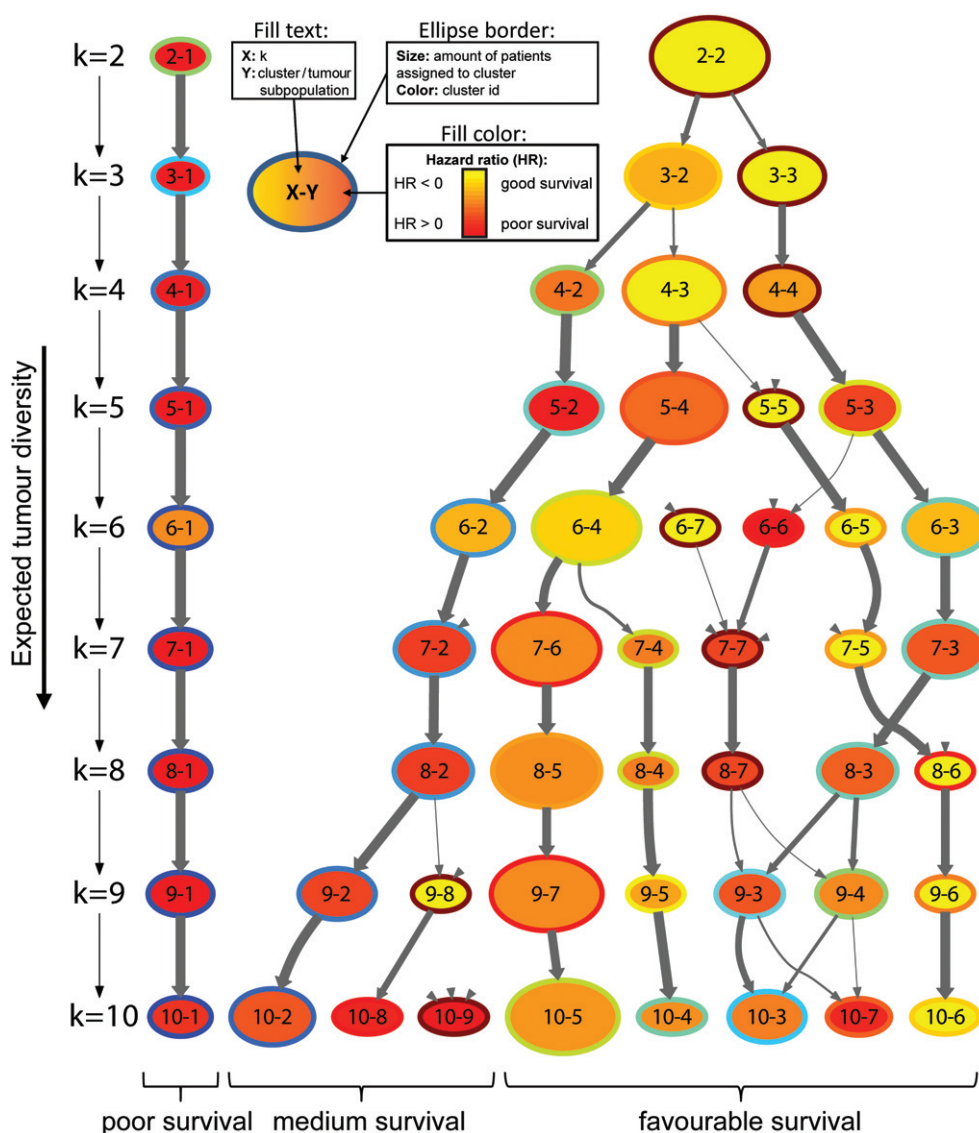 Fill text:
X: k
Y: cluster/tumour
subpopulation
Ellipse border:
Size: amount of patients
assigned to cluster
Color: cluster id
Fill color:
Hazard ratio (HR):
HR < 0 good survival
HR > 0 poor survival
X-Y
Expected tumour diversity
k=2 2-1 2-2
k=3 3-1 3-2 3-3
k=4 4-1 4-2 4-3 4-4
k=5 5-1 5-2 5-4 5-5 5-3
k=6 6-1 6-2 6-4 6-7 6-6 6-5 6-3
k=7 7-1 7-2 7-6 7-4 7-7 7-5 7-3
k=8 8-1 8-2 8-5 8-4 8-7 8-3 8-6
k=9 9-1 9-2 9-8 9-7 9-5 9-3 9-4 9-6
k=10 10-1 10-2 10-8 10-9 10-5 10-4 10-3 10-7 10-6
poor survival medium survival favourable survival